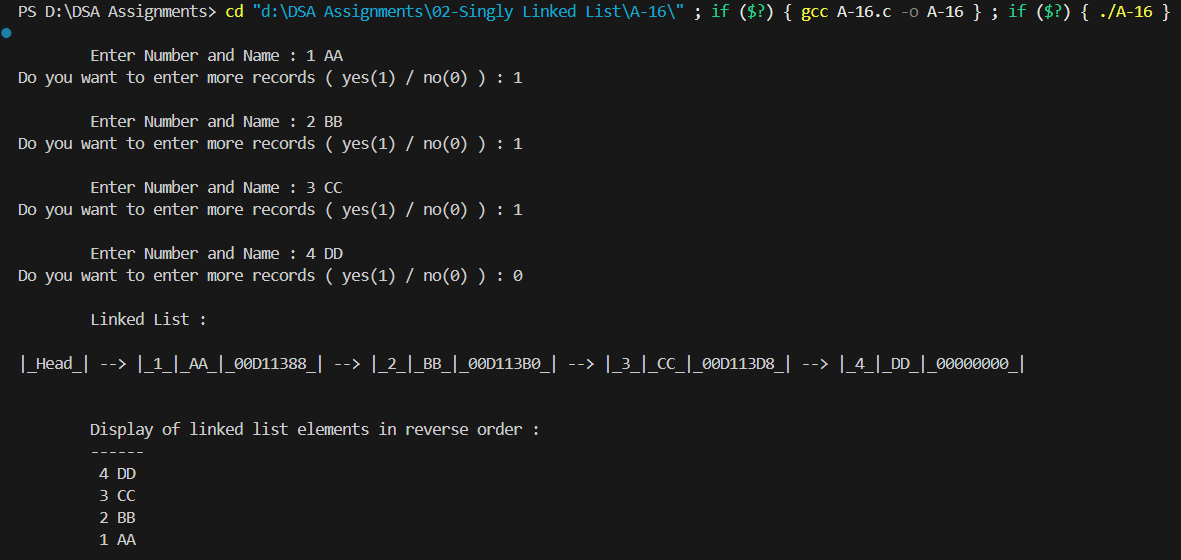 PS D:\DSA Assignments> cd "d:\DSA Assignments\02-Singly Linked List\A-16\" ; if ($?) { gcc A-16.c -o A-16 } ; if ($?) { ./A-16 }
Enter Number and Name : 1 AA
Do you want to enter more records ( yes(1) / no(0) ) : 1
Enter Number and Name : 2 BB
Do you want to enter more records ( yes(1) / no(0) ) : 1
Enter Number and Name : 3 CC
Do you want to enter more records ( yes(1) / no(0) ) : 1
Enter Number and Name : 4 DD
Do you want to enter more records ( yes(1) / no(0) ) : 0
Linked List :
|_Head_| --> |_1_|_AA_|_00D11388_| --> |_2_|_BB_|_00D113B0_| --> |_3_|_CC_|_00D113D8_| --> |_4_|_DD_|_00000000_|
Display of linked list elements in reverse order :
------
4 DD
3 CC
2 BB
1 AA